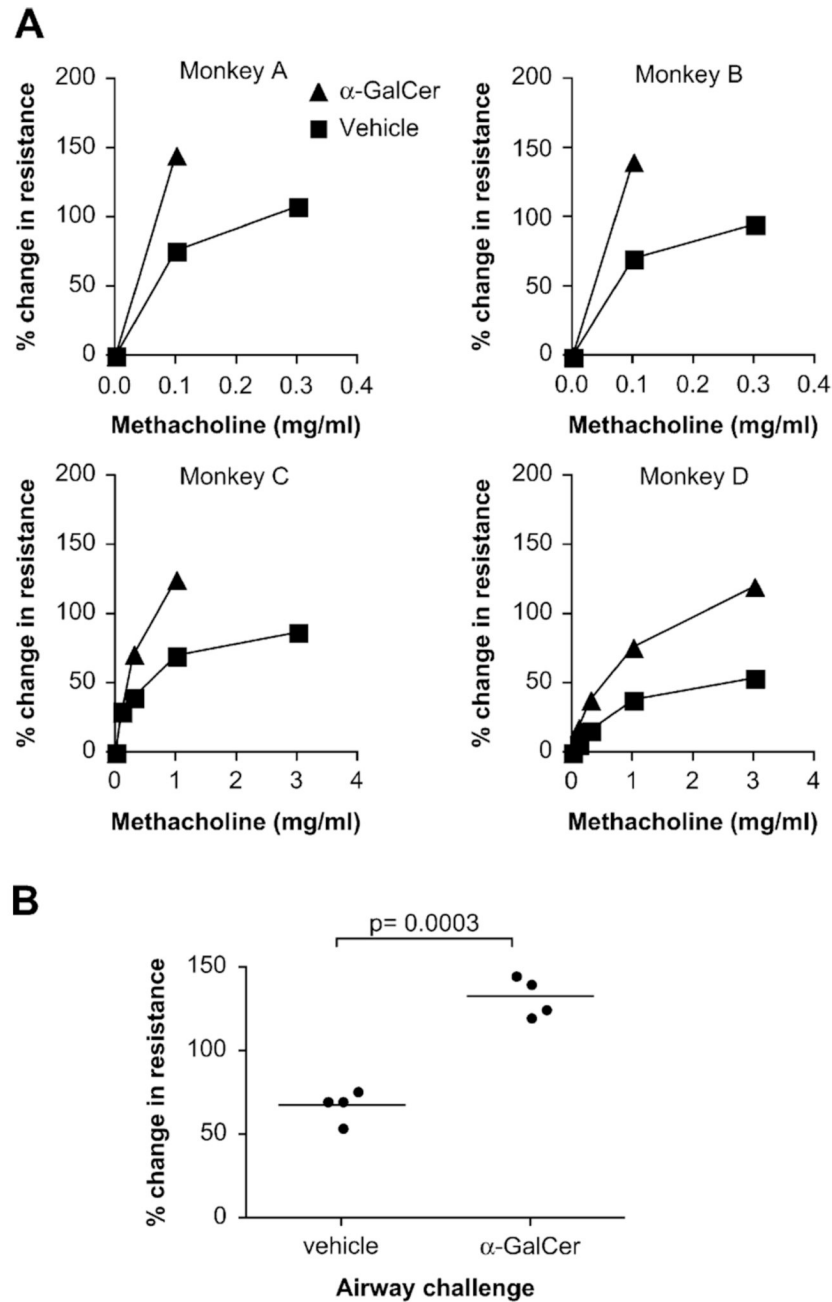 A
Monkey A
α-GalCer
Vehicle
% change in resistance
200
150
100
50
0
0.0 0.1 0.2 0.3 0.4
Methacholine (mg/ml)
Monkey B
% change in resistance
200
150
100
50
0
0.0 0.1 0.2 0.3 0.4
Methacholine (mg/ml)
Monkey C
% change in resistance
200
150
100
50
0
0 1 2 3 4
Methacholine (mg/ml)
Monkey D
% change in resistance
200
150
100
50
0
0 1 2 3 4
Methacholine (mg/ml)
B
p= 0.0003
% change in resistance
150
100
50
0
vehicle α-GalCer
Airway challenge